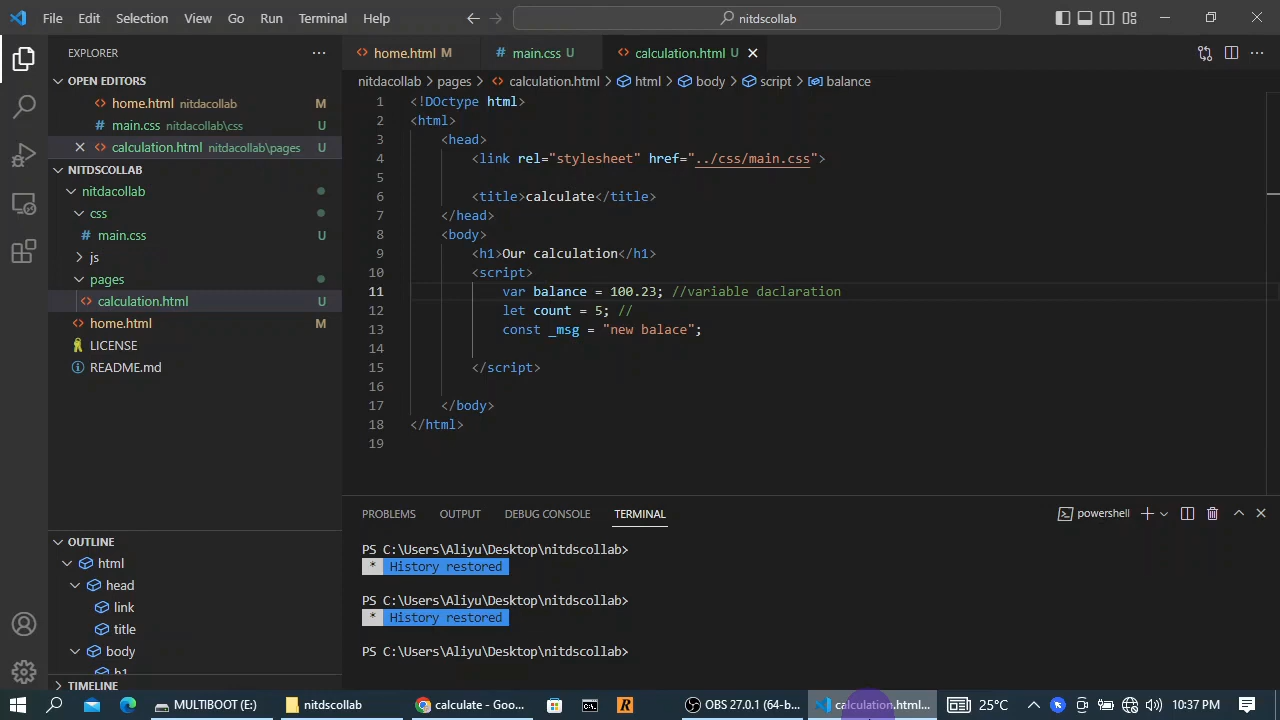 File Edit Selection View Go Run Terminal Help nitdscollab
EXPLORER
home.html M main.css U calculation.html U
OPEN EDITORS
home.html nitdacollab M
main.css nitdacollab\css U
calculation.html nitdacollab\pages U
NITDSCOLLAB
nitdacollab
css
main.css U
js
pages
calculation.html U
home.html M
LICENSE
README.md
OUTLINE
html
head
link
title
body
h1
TIMELINE
nitdacollab > pages > calculation.html > html > body > script > balance
1 <!DOctype html>
2 <html>
3 <head>
4 <link rel="stylesheet" href="../css/main.css">
5
6 <title>calculate</title>
7 </head>
8 <body>
9 <h1>Our calculation</h1>
10 <script>
11 var balance = 100.23; //variable daclaration
12 let count = 5; //
13 const _msg = "new balace";
14
15 </script>
16
17 </body>
18 </html>
19
PROBLEMS OUTPUT DEBUG CONSOLE TERMINAL powershell
PS C:\Users\Aliyu\Desktop\nitdscollab>
* History restored
PS C:\Users\Aliyu\Desktop\nitdscollab>
* History restored
PS C:\Users\Aliyu\Desktop\nitdscollab>
MULTIBOOT (E:) nitdscollab calculate - Goo... OBS 27.0.1 (64-b... calculation.html... 25°C 10:37 PM